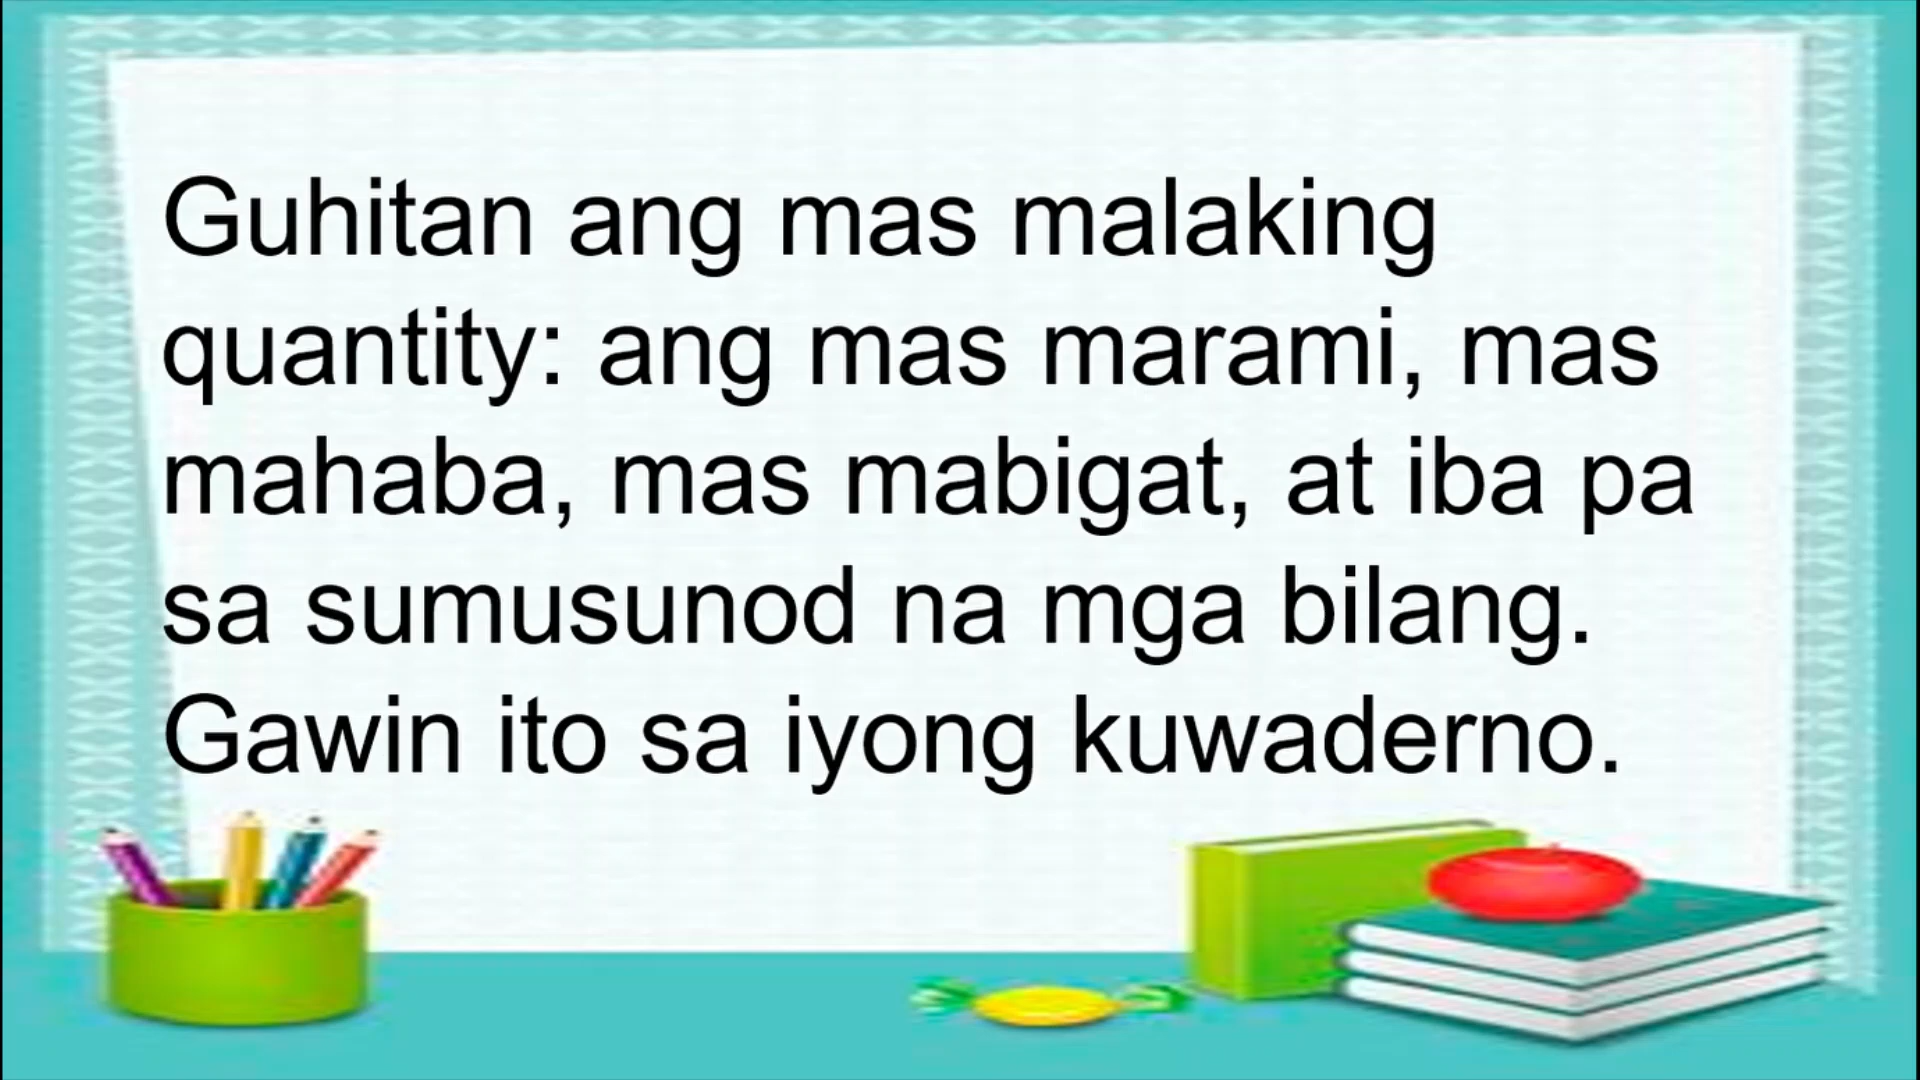 Guhitan ang mas malaking
quantity: ang mas marami, mas
mahaba, mas mabigat, at iba pa
sa sumusunod na mga bilang.
Gawin ito sa iyong kuwaderno.